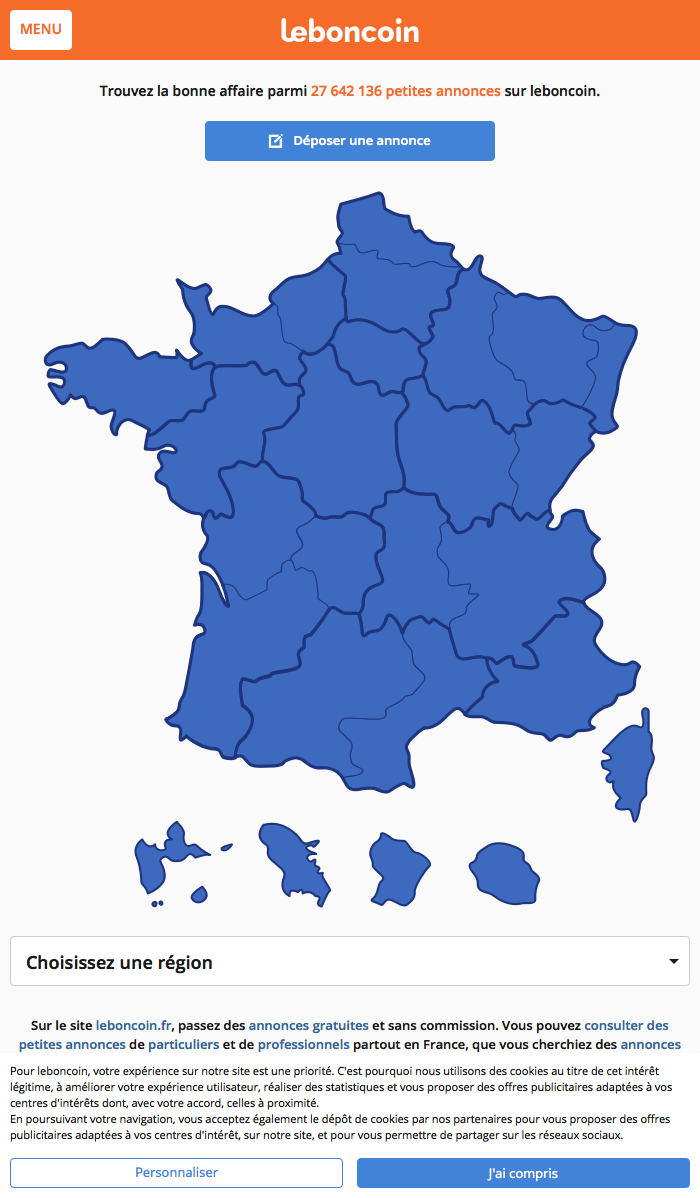 MENU
leboncoin
Trouvez la bonne affaire parmi 27 642 136 petites annonces sur leboncoin.
Déposer une annonce
Choisissez une région
Sur le site leboncoin.fr, passez des annonces gratuites et sans commission. Vous pouvez consulter des
petites annonces de particuliers et de professionnels partout en France, que vous cherchiez des annonces
Pour leboncoin, votre expérience sur notre site est une priorité. C'est pourquoi nous utilisons des cookies au titre de cet intérêt
légitime, à améliorer votre expérience utilisateur, réaliser des statistiques et vous proposer des offres publicitaires adaptées à vos
centres d'intérêts dont, avec votre accord, celles à proximité.
En poursuivant votre navigation, vous acceptez également le dépôt de cookies par nos partenaires pour vous proposer des offres
publicitaires adaptées à vos centres d'intérêt, sur notre site, et pour vous permettre de partager sur les réseaux sociaux.
Personnaliser
J'ai compris